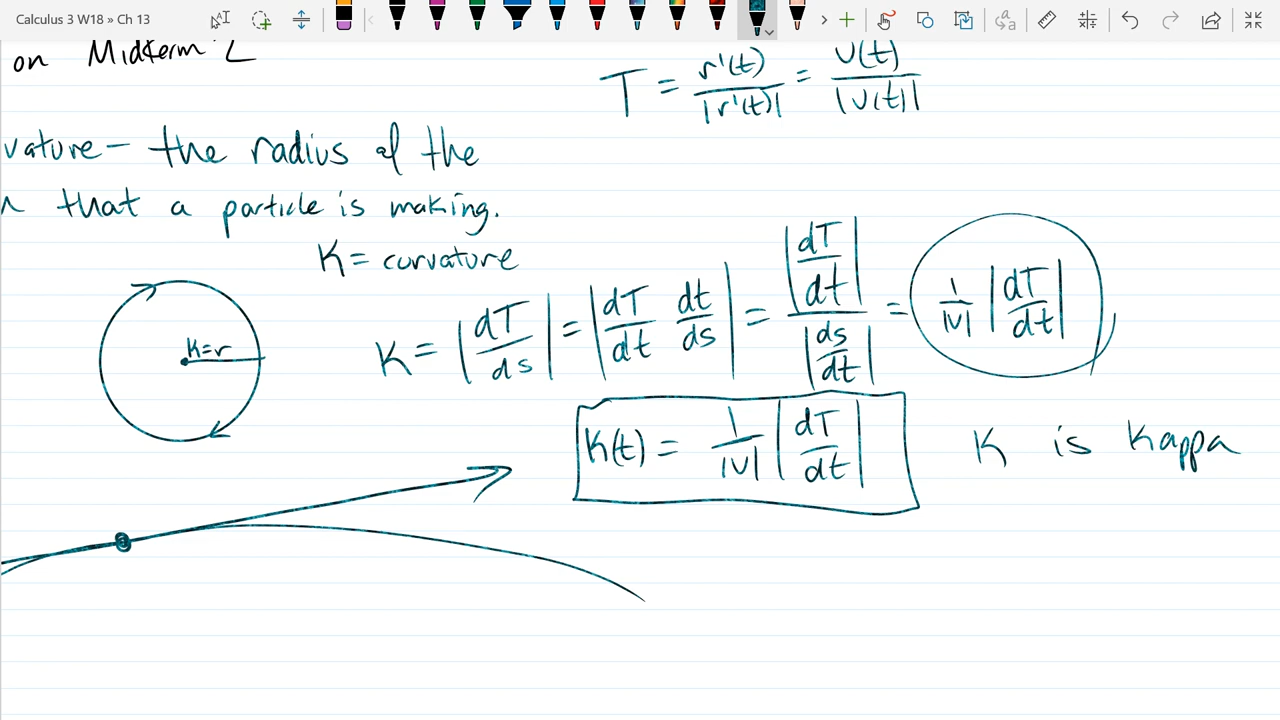 Calculus 3 W18 » Ch 13
on Midterm 2
T = r'(t)/|r'(t)| = v(t)/|v(t)|
vature – the radius of the
n that a particle is making.
K = curvature
K=r
K = |dT/ds| = |dT/dt dt/ds| = |dT/dt|/|ds/dt| = 1/|v| |dT/dt|
K(t) = 1/|v| |dT/dt|
K is kappa